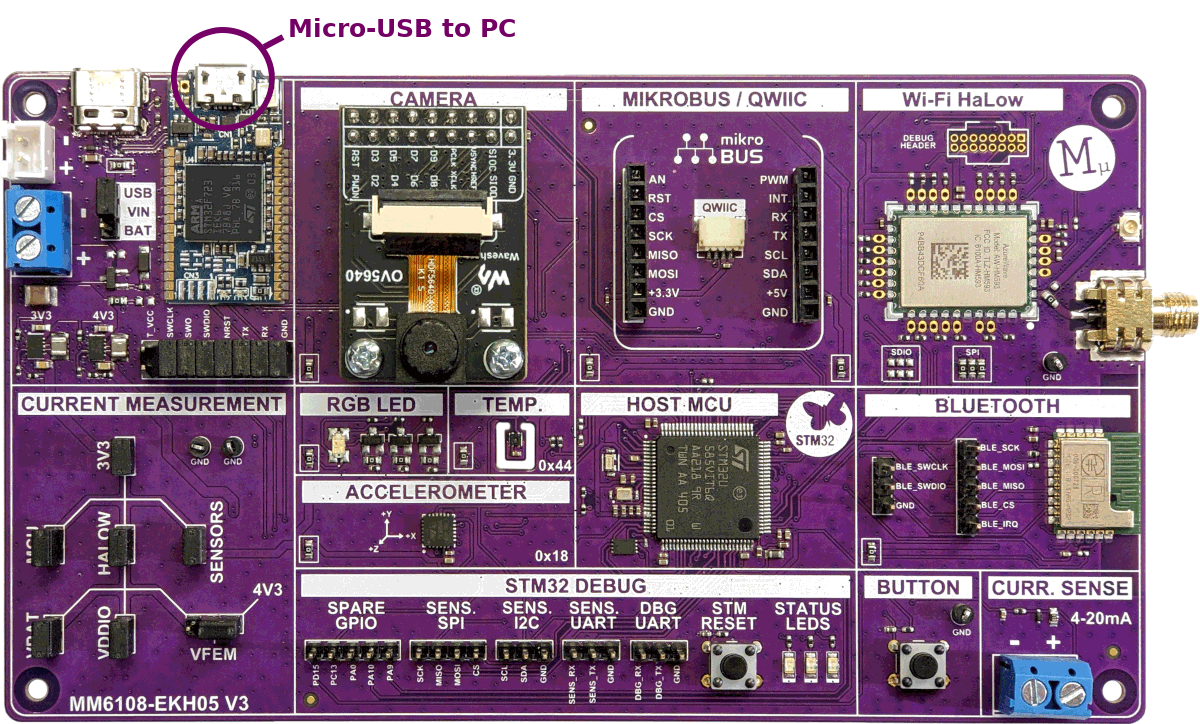 Micro-USB to PC
CAMERA
MIKROBUS / QWIIC
Wi-Fi HaLow
DEBUG
HEADER
-
+
USB
VIN
BAT
+
3V3
4V3
T_VCC
SWCLK
SWO
SWDIO
NRST
TX
RX
GND
ARM
CN3
RST PWDN
D3 D2
D5 D4
D7 D6
D9 D8
PCLK XCLK
VSYNC HREF
SIOC SIOD
3.3V GND
OV5640
Waveshare
mikro
BUS
AN
RST
CS
SCK
MISO
MOSI
+3.3V
GND
QWIIC
PWM
INT
RX
TX
SCL
SDA
+5V
GND
Mμ
SDIO
SPI
GND
CURRENT MEASUREMENT
3V3
GND
GND
HALOW
SENSORS
4V3
VDDIO
VFEM
MM6108-EKH05 V3
RGB LED
TEMP.
0x44
ACCELEROMETER
+Y
+X
+Z
0x18
HOST MCU
STM32
BLUETOOTH
BLE_SWCLK
BLE_SWDIO
GND
BLE_SCK
BLE_MOSI
BLE_MISO
BLE_CS
BLE_IRQ
STM32 DEBUG
SPARE
GPIO
PD15
PC13
PA0
PA10
PA9
SENS.
SPI
SCK
MISO
MOSI
CS
SENS.
I2C
SCL
SDA
GND
SENS.
UART
SENS_RX
SENS_TX
GND
DBG
UART
DBG_RX
DBG_TX
GND
STM
RESET
STATUS
LEDS
BUTTON
GND
CURR. SENSE
4-20mA
-
+